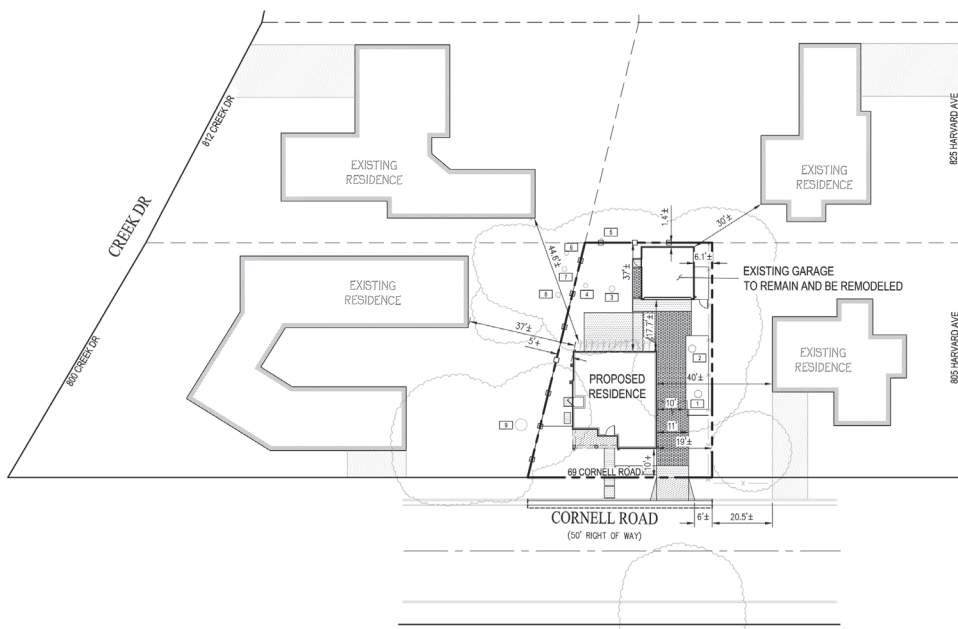 812 CREEK DR
CREEK DR
800 CREEK DR
EXISTING
RESIDENCE
EXISTING
RESIDENCE
825 HARVARD AVE
EXISTING
RESIDENCE
805 HARVARD AVE
EXISTING
RESIDENCE
1.4'±
30'±
6.1'±
44.6'±
37'±
EXISTING GARAGE
TO REMAIN AND BE REMODELED
5
6
7
8
4
3
37'±
5'±
17.7'±
2
PROPOSED
RESIDENCE
40'±
1
10'
11'
19'±
9
10'±
69 CORNELL ROAD
x
CORNELL ROAD
(50' RIGHT OF WAY)
6'±
20.5'±